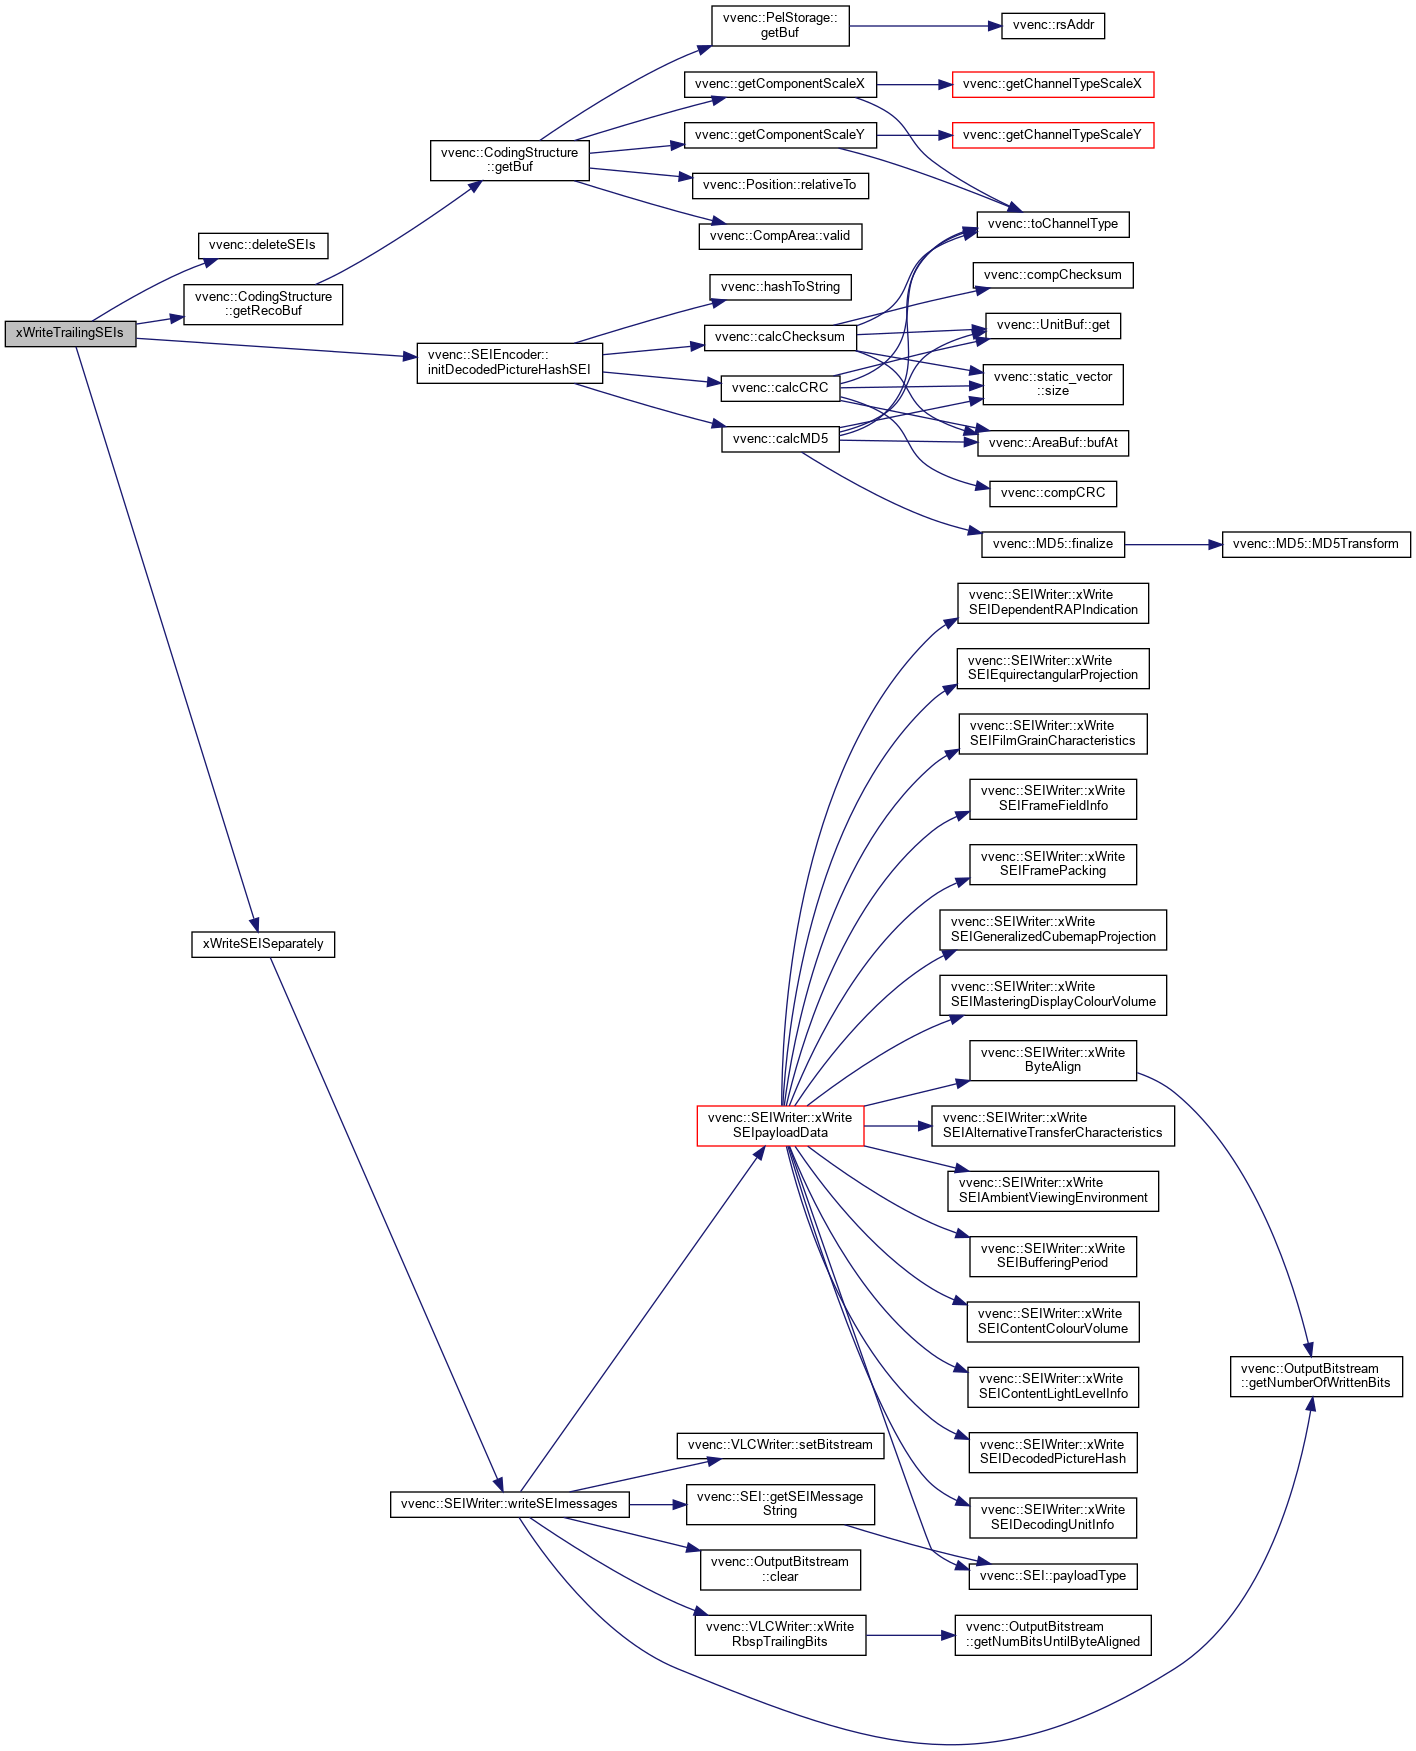 vvenc::PelStorage::
getBuf
vvenc::rsAddr
vvenc::getComponentScaleX
vvenc::getChannelTypeScaleX
vvenc::getComponentScaleY
vvenc::getChannelTypeScaleY
vvenc::CodingStructure
::getBuf
vvenc::Position::relativeTo
vvenc::CompArea::valid
vvenc::toChannelType
vvenc::deleteSEIs
vvenc::CodingStructure
::getRecoBuf
xWriteTrailingSEIs
vvenc::SEIEncoder::
initDecodedPictureHashSEI
vvenc::hashToString
vvenc::calcChecksum
vvenc::calcCRC
vvenc::calcMD5
vvenc::compChecksum
vvenc::UnitBuf::get
vvenc::static_vector
::size
vvenc::AreaBuf::bufAt
vvenc::compCRC
vvenc::MD5::finalize
vvenc::MD5::MD5Transform
vvenc::SEIWriter::xWrite
SEIDependentRAPIndication
vvenc::SEIWriter::xWrite
SEIEquirectangularProjection
vvenc::SEIWriter::xWrite
SEIFilmGrainCharacteristics
vvenc::SEIWriter::xWrite
SEIFrameFieldInfo
vvenc::SEIWriter::xWrite
SEIFramePacking
vvenc::SEIWriter::xWrite
SEIGeneralizedCubemapProjection
xWriteSEISeparately
vvenc::SEIWriter::xWrite
SEIMasteringDisplayColourVolume
vvenc::SEIWriter::xWrite
ByteAlign
vvenc::SEIWriter::xWrite
SEIpayloadData
vvenc::SEIWriter::xWrite
SEIAlternativeTransferCharacteristics
vvenc::SEIWriter::xWrite
SEIAmbientViewingEnvironment
vvenc::SEIWriter::xWrite
SEIBufferingPeriod
vvenc::SEIWriter::xWrite
SEIContentColourVolume
vvenc::SEIWriter::xWrite
SEIContentLightLevelInfo
vvenc::OutputBitstream
::getNumberOfWrittenBits
vvenc::SEIWriter::xWrite
SEIDecodedPictureHash
vvenc::VLCWriter::setBitstream
vvenc::SEIWriter::writeSEImessages
vvenc::SEI::getSEIMessage
String
vvenc::SEIWriter::xWrite
SEIDecodingUnitInfo
vvenc::OutputBitstream
::clear
vvenc::SEI::payloadType
vvenc::VLCWriter::xWrite
RbspTrailingBits
vvenc::OutputBitstream
::getNumBitsUntilByteAligned